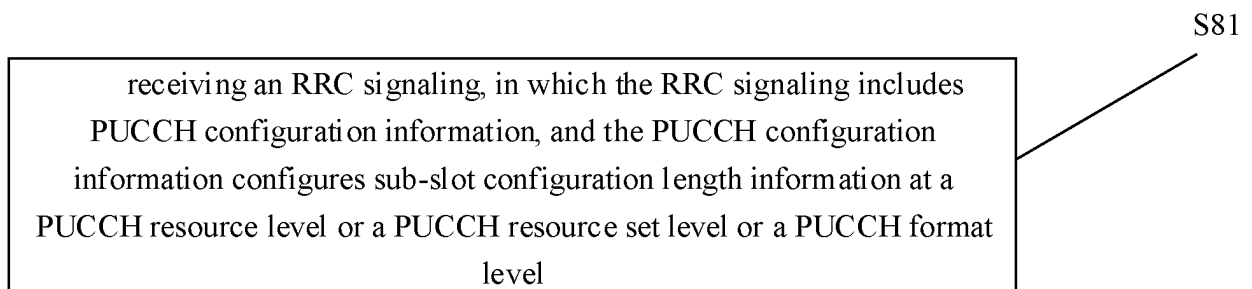 S81
receiving an RRC signaling, in which the RRC signaling includes
PUCCH configuration information, and the PUCCH configuration
information configures sub-slot configuration length information at a
PUCCH resource level or a PUCCH resource set level or a PUCCH format
level